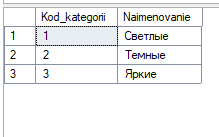 Kod_kategorii Naimenovanie
1 1 Светлые
2 2 Темные
3 3 Яркие